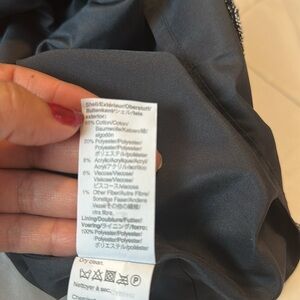 Shell/Extérieur/Oberstoff/
Buitenkant/シェル/tela
exterior:
Cotton/Coton/
Baumwolle/Katoen/綿/
algodón
20% Polyester/Polyester/
Polyester/Polyester/
ポリエステル/poliéster
Acrylic/Acrylique/Acryl/
Acryl/アクリル/acrílico
6% Viscose/Viscose/
Viskose/Viscose/
ビスコース/Viscosa
1% Other Fiber/Autre Fibre/
Sonstige Faser/Andere
Vezel/その他の繊維/
otra fibra
Lining/Doublure/Futter/
Voering/ライニング/forro:
100% Polyester/Polyester/
Polyester/Polyester/
ポリエステル/poliéster
Dry clean.
Nettoyer à sec.